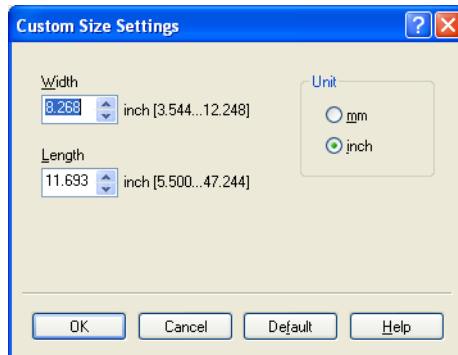 Custom Size Settings
Width
8.268 inch [3.544...12.248]
Length
11.693 inch [5.500...47.244]
Unit
mm
inch
OK Cancel Default Help